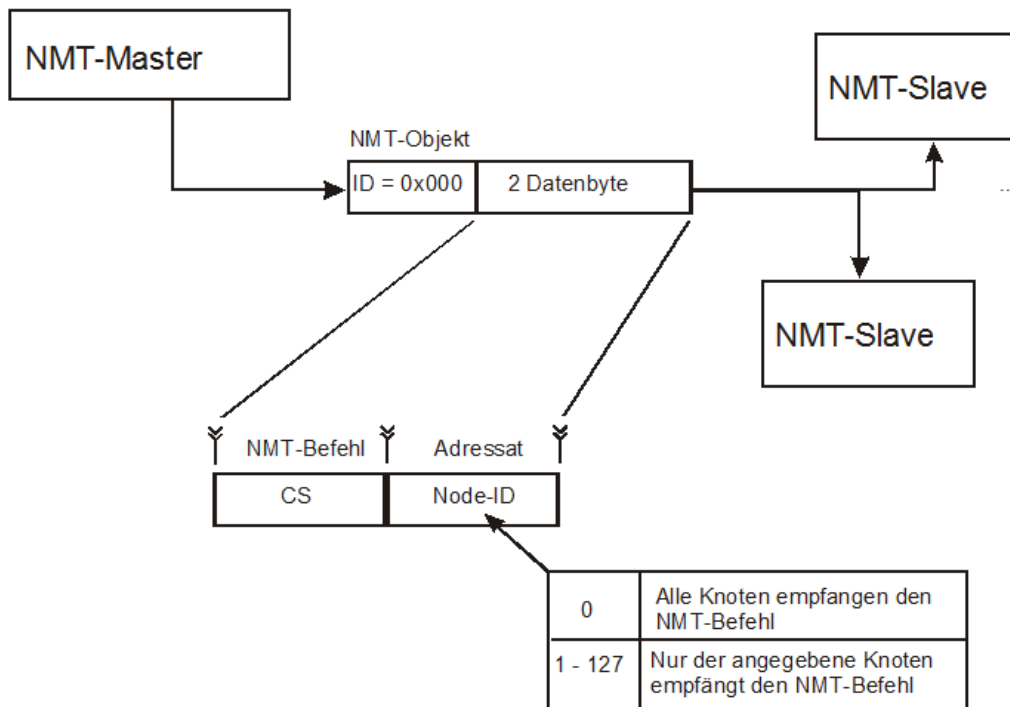 NMT-Master
NMT-Slave
NMT-Objekt
ID = 0x000
2 Datenbyte
...
NMT-Slave
NMT-Befehl
Adressat
CS
Node-ID
0
Alle Knoten empfangen den
NMT-Befehl
1 - 127
Nur der angegebene Knoten
empfängt den NMT-Befehl